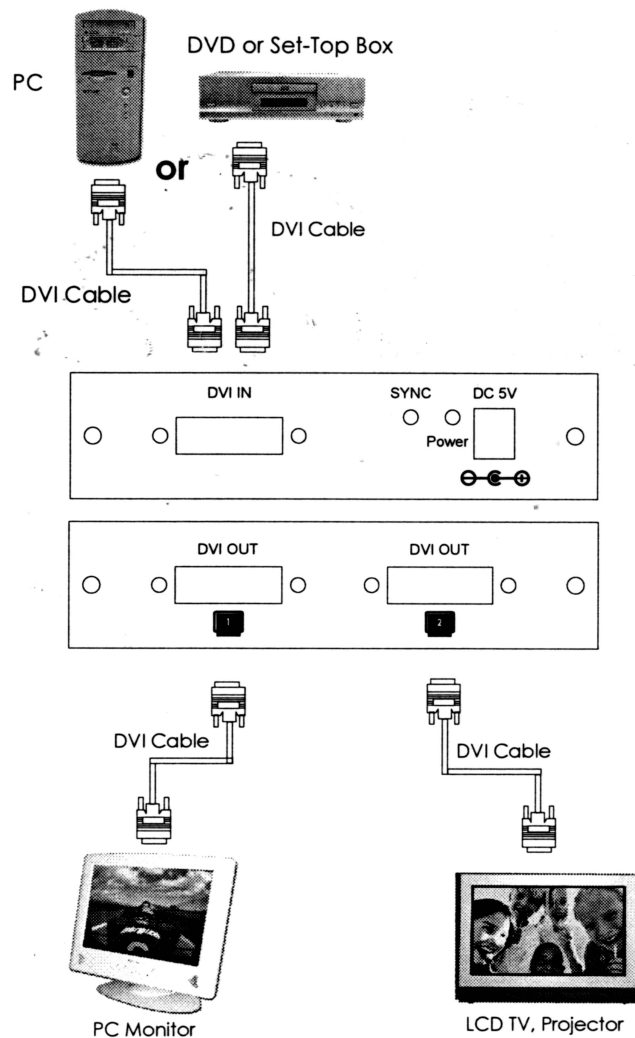 DVD or Set-Top Box
PC
or
DVI Cable
DVI Cable
DVI IN
SYNC
DC 5V
Power
DVI OUT
DVI OUT
1
2
DVI Cable
DVI Cable
PC Monitor
LCD TV, Projector